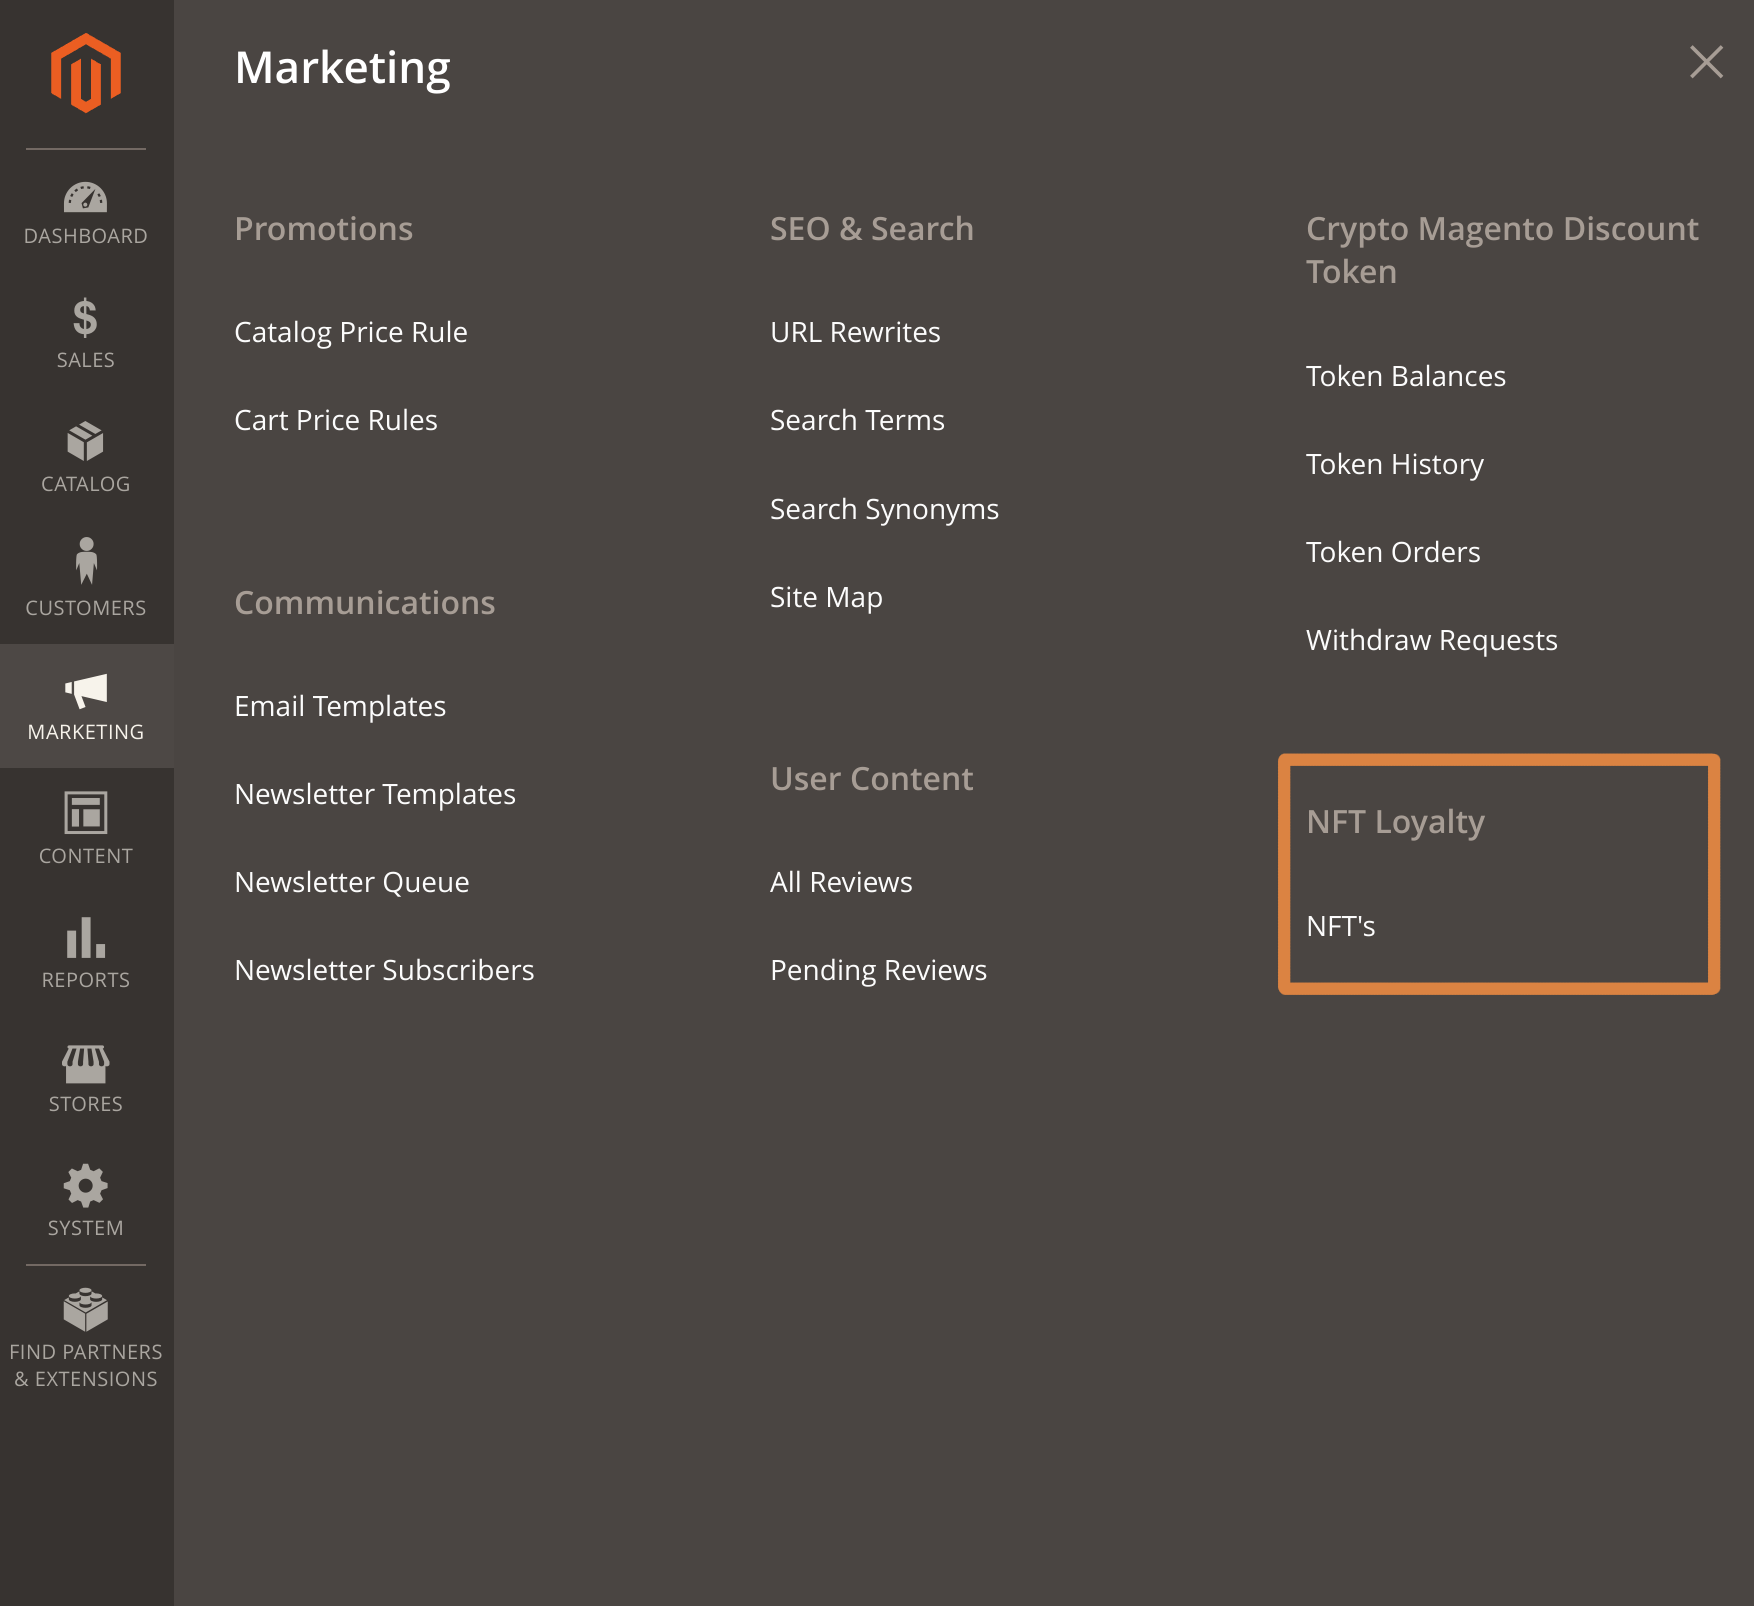 DASHBOARD
SALES
CATALOG
CUSTOMERS
MARKETING
CONTENT
REPORTS
STORES
SYSTEM
FIND PARTNERS
& EXTENSIONS
Marketing
Promotions
Catalog Price Rule
Cart Price Rules
Communications
Email Templates
Newsletter Templates
Newsletter Queue
Newsletter Subscribers
SEO & Search
URL Rewrites
Search Terms
Search Synonyms
Site Map
User Content
All Reviews
Pending Reviews
Crypto Magento Discount
Token
Token Balances
Token History
Token Orders
Withdraw Requests
NFT Loyalty
NFT's